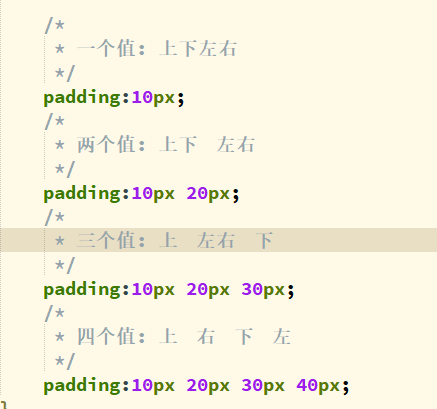 /*
* 一个值：上下左右
*/
padding:10px;
/*
* 两个值：上下 左右
*/
padding:10px 20px;
/*
* 三个值：上 左右 下
*/
padding:10px 20px 30px;
/*
* 四个值：上 右 下 左
*/
padding:10px 20px 30px 40px;
}